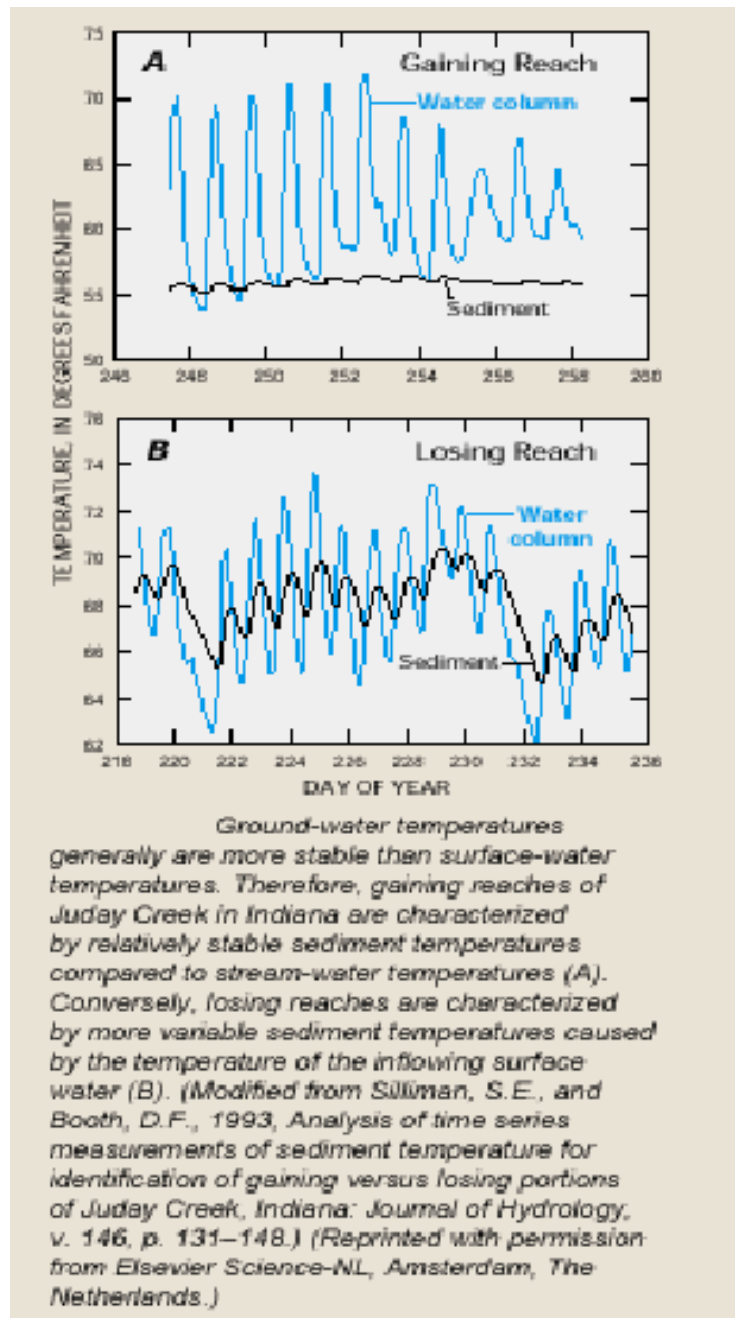 75
A
Gaining Reach
70
Water column
65
60
55
Sediment
50
246 248 250 252 254 256 258 260
TEMPERATURE, IN DEGREES FAHRENHEIT
76
B
Losing Reach
74
72
Water
column
70
68
66
Sediment
64
62
218 220 222 224 226 228 230 232 234 236
DAY OF YEAR
Ground-water temperatures
generally are more stable than surface-water
temperatures. Therefore, gaining reaches of
Juday Creek in Indiana are characterized
by relatively stable sediment temperatures
compared to stream-water temperatures (A).
Conversely, losing reaches are characterized
by more variable sediment temperatures caused
by the temperature of the inflowing surface
water (B). (Modified from Silliman, S.E., and
Booth, D.F., 1993, Analysis of time series
measurements of sediment temperature for
identification of gaining versus losing portions
of Juday Creek, Indiana: Journal of Hydrology,
v. 146, p. 131–148.) (Reprinted with permission
from Elsevier Science-NL, Amsterdam, The
Netherlands.)